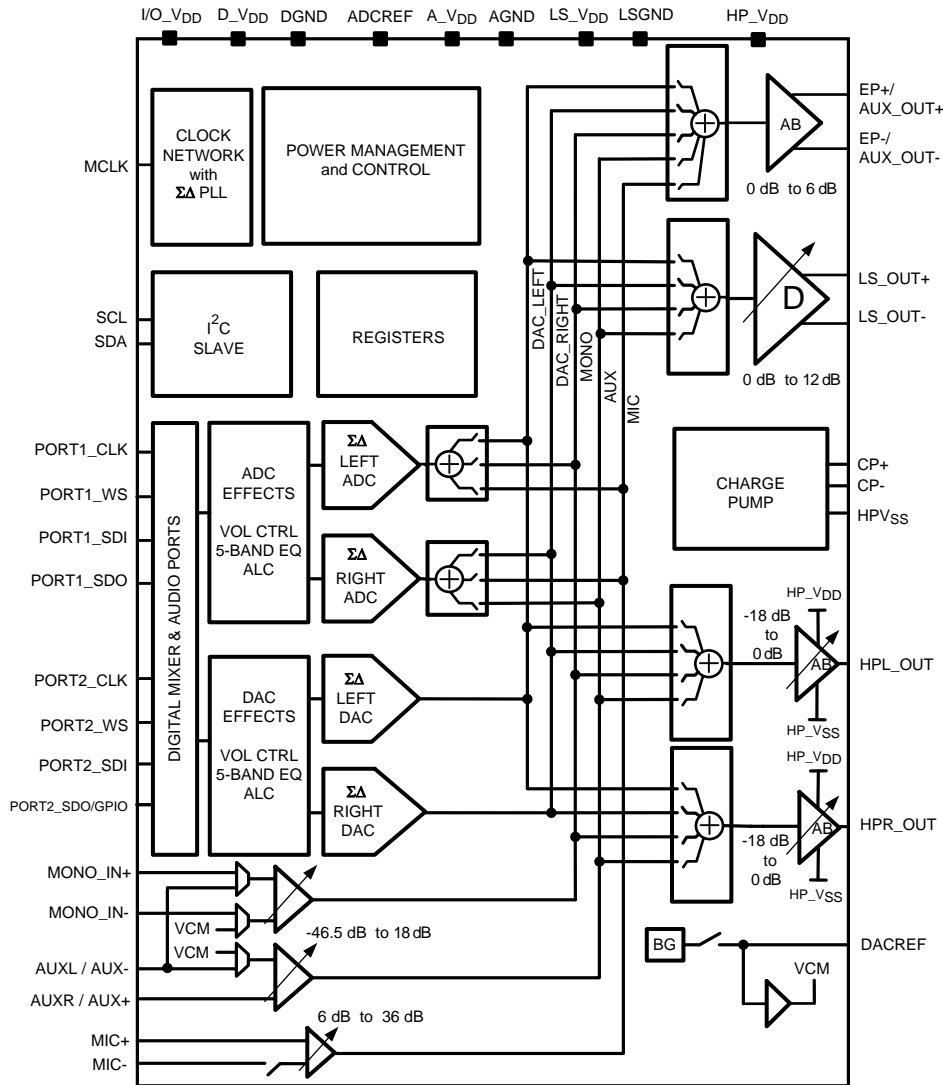 I/O_VDD D_VDD DGND ADCREF A_VDD AGND LS_VDD LSGND HP_VDD
MCLK
CLOCK
NETWORK
with
ΣΔ PLL
POWER MANAGEMENT
and CONTROL
AB
0 dB to 6 dB
EP+/
AUX_OUT+
EP-/
AUX_OUT-
SCL
SDA
I2C
SLAVE
REGISTERS
DAC_LEFT
DAC_RIGHT
MONO
AUX
MIC
D
0 dB to 12 dB
LS_OUT+
LS_OUT-
PORT1_CLK
PORT1_WS
PORT1_SDI
PORT1_SDO
PORT2_CLK
PORT2_WS
PORT2_SDI
PORT2_SDO/GPIO
DIGITAL MIXER & AUDIO PORTS
ADC
EFFECTS
VOL CTRL
5-BAND EQ
ALC
ΣΔ
LEFT
ADC
ΣΔ
RIGHT
ADC
CHARGE
PUMP
CP+
CP-
HPVSS
DAC
EFFECTS
VOL CTRL
5-BAND EQ
ALC
ΣΔ
LEFT
DAC
ΣΔ
RIGHT
DAC
-18 dB
to
0 dB
HP_VDD
AB
HP_VSS
HPL_OUT
-18 dB
to
0 dB
HP_VDD
AB
HP_VSS
HPR_OUT
MONO_IN+
MONO_IN-
VCM
VCM
-46.5 dB to 18 dB
AUXL / AUX-
AUXR / AUX+
MIC+
MIC-
6 dB to 36 dB
BG
DACREF
VCM